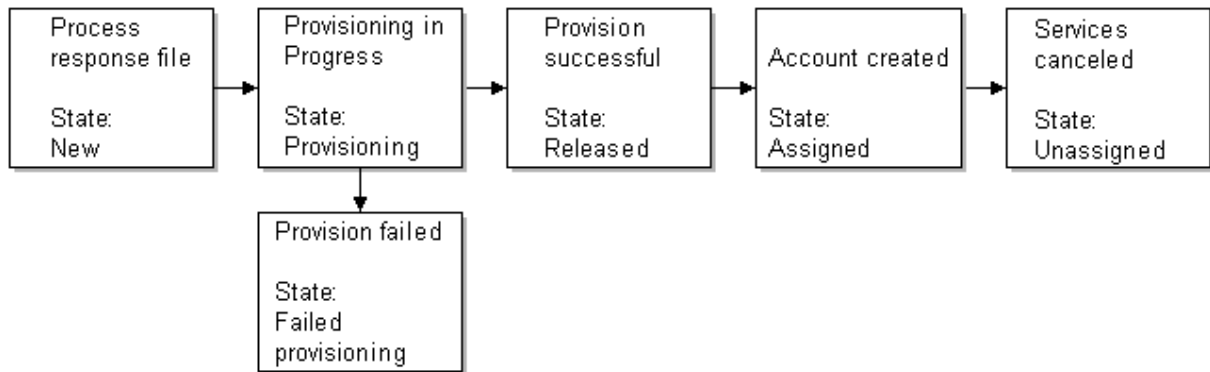 Process
response file
State:
New
Provisioning in
Progress
State:
Provisioning
Provision
successful
State:
Released
Account created
State:
Assigned
Services
canceled
State:
Unassigned
Provision failed
State:
Failed
provisioning